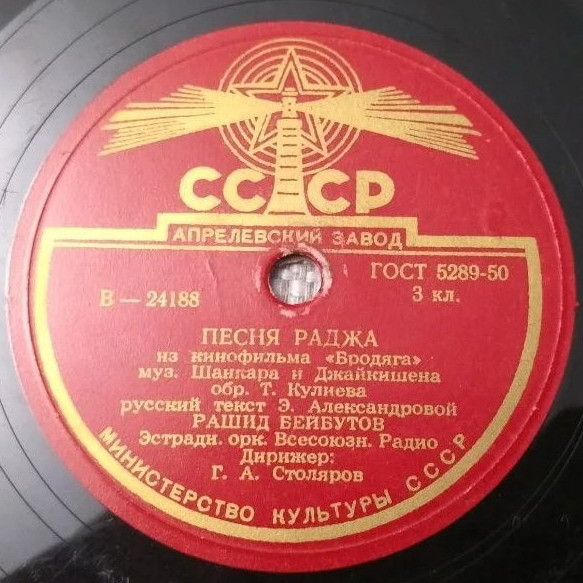 СССР
АПРЕЛЕВСКИЙ ЗАВОД
ГОСТ 5289-50
В — 24188
3 кл.
ПЕСНЯ РАДЖА
из кинофильма «Бродяга»
муз. Шанкара и Джайкишена
обр. Т. Кулиева
русский текст Э. Александровой
РАШИД БЕЙБУТОВ
Эстрадн. орк. Всесоюзн. Радио
Дирижер:
Г. А. Столяров
МИНИСТЕРСТВО КУЛЬТУРЫ СССР